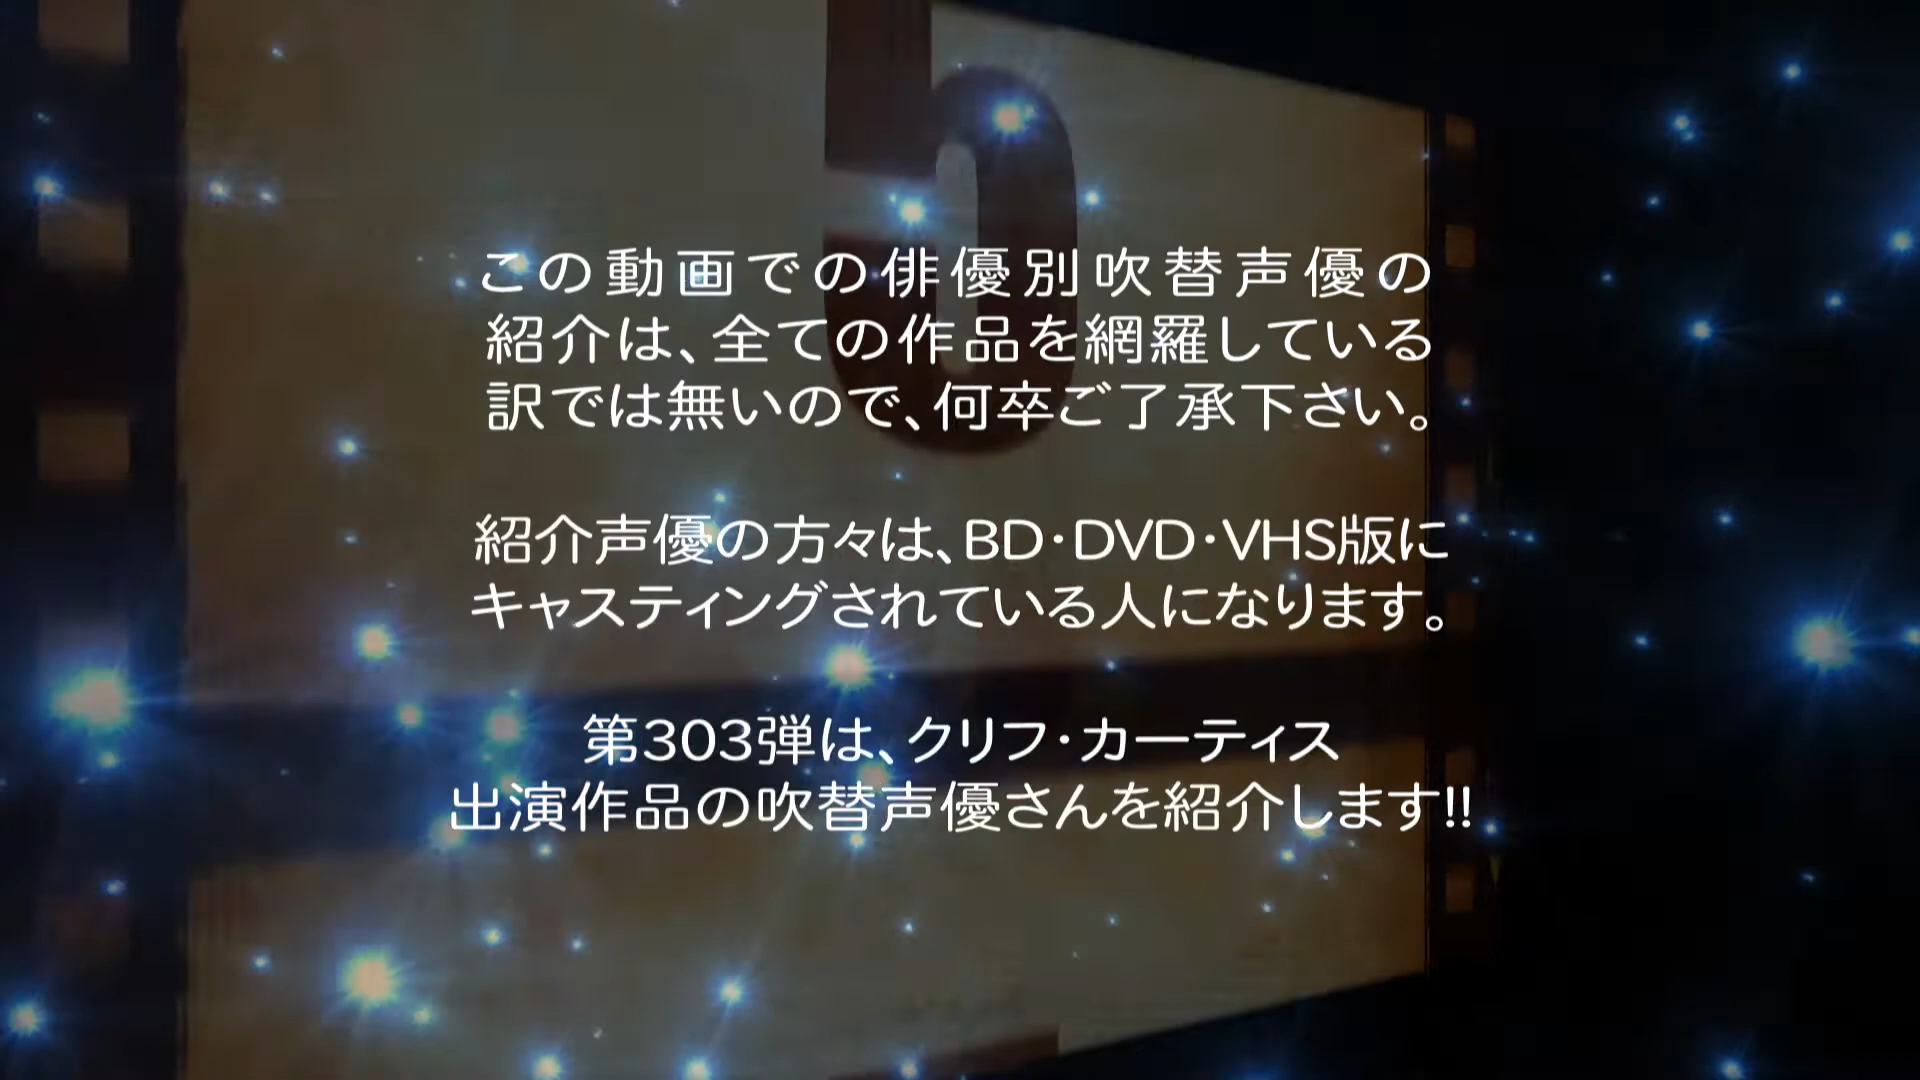 この動画での俳優別吹替声優の
紹介は、全ての作品を網羅している
訳では無いので、何卒ご了承下さい。
紹介声優の方々は、BD･DVD･VHS版に
キャスティングされている人になります。
第303弾は、クリフ･カーティス
出演作品の吹替声優さんを紹介します!!
5